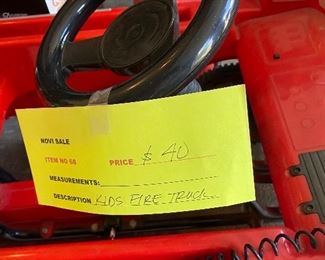 NOVI SALE
ITEM NO 68 PRICE $ 40
MEASUREMENTS:
DESCRIPTION KIDS FIRE TRUCK